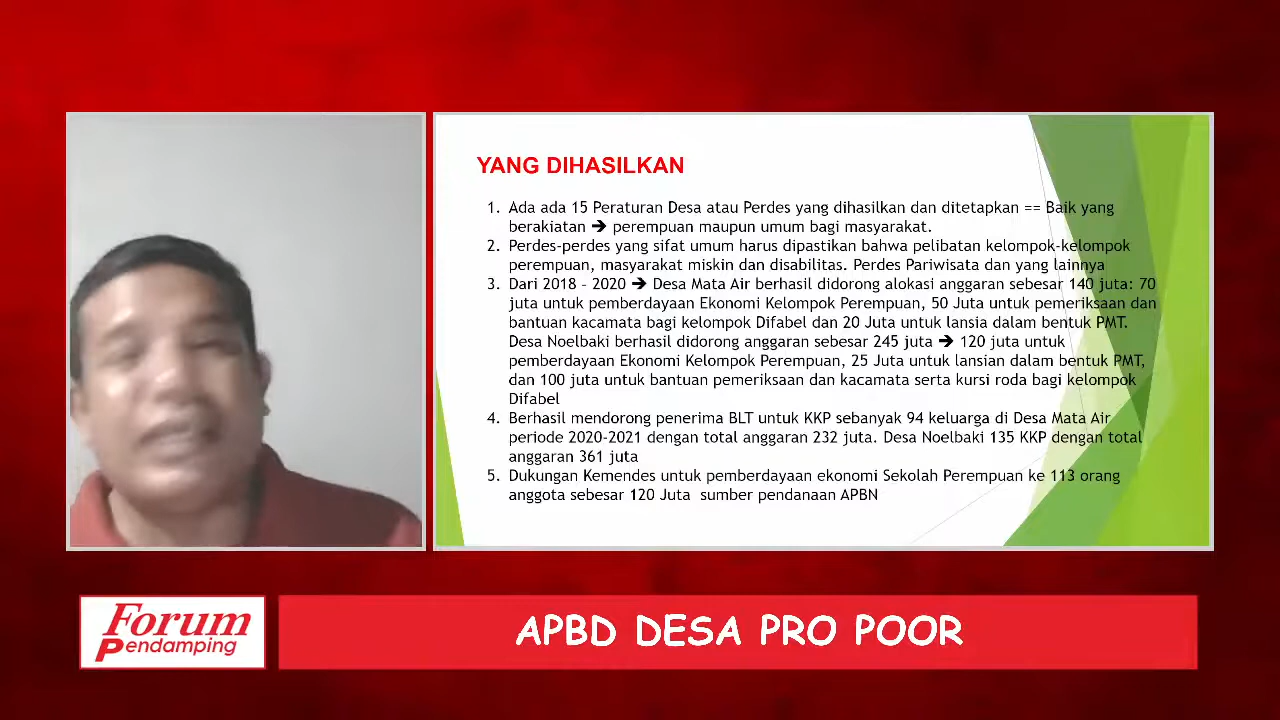 YANG DIHASILKAN
1. Ada ada 15 Peraturan Desa atau Perdes yang dihasilkan dan ditetapkan == Baik yang
berakiatan 🡲 perempuan maupun umum bagi masyarakat.
2. Perdes-perdes yang sifat umum harus dipastikan bahwa pelibatan kelompok-kelompok
perempuan, masyarakat miskin dan disabilitas. Perdes Pariwisata dan yang lainnya
3. Dari 2018 - 2020 🡲 Desa Mata Air berhasil didorong alokasi anggaran sebesar 140 juta: 70
juta untuk pemberdayaan Ekonomi Kelompok Perempuan, 50 Juta untuk pemeriksaan dan
bantuan kacamata bagi kelompok Difabel dan 20 Juta untuk lansia dalam bentuk PMT.
Desa Noelbaki berhasil didorong anggaran sebesar 245 juta 🡲 120 juta untuk
pemberdayaan Ekonomi Kelompok Perempuan, 25 Juta untuk lansian dalam bentuk PMT,
dan 100 juta untuk bantuan pemeriksaan dan kacamata serta kursi roda bagi kelompok
Difabel
4. Berhasil mendorong penerima BLT untuk KKP sebanyak 94 keluarga di Desa Mata Air
periode 2020-2021 dengan total anggaran 232 juta. Desa Noelbaki 135 KKP dengan total
anggaran 361 juta
5. Dukungan Kemendes untuk pemberdayaan ekonomi Sekolah Perempuan ke 113 orang
anggota sebesar 120 Juta sumber pendanaan APBN
Forum
Pendamping
APBD DESA PRO POOR